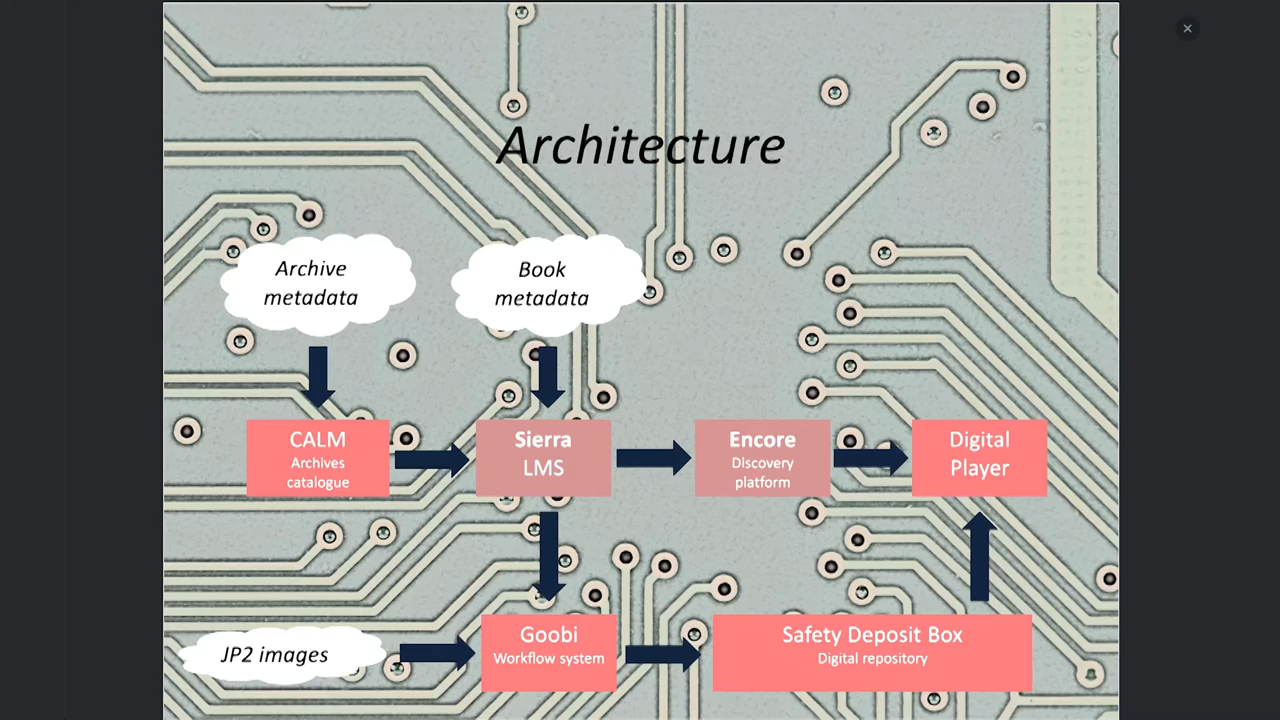 Architecture
Archive
metadata
Book
metadata
CALM
Archives
catalogue
Sierra
LMS
Encore
Discovery
platform
Digital
Player
JP2 images
Goobi
Workflow system
Safety Deposit Box
Digital repository